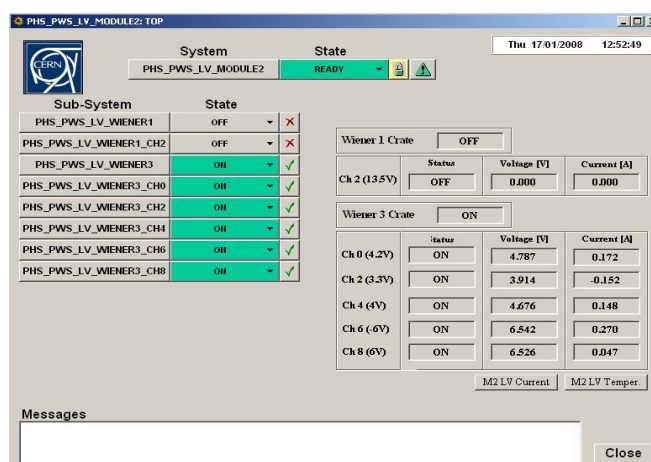 PHS_PWS_LV_MODULE2: TOP
System State
Thu 17/01/2008 12:52:49
CERN
PHS_PWS_LV_MODULE2 READY
Sub-System State
PHS_PWS_LV_WIENER1 OFF
PHS_PWS_LV_WIENER1_CH2 OFF
PHS_PWS_LV_WIENER3 ON
PHS_PWS_LV_WIENER3_CH0 ON
PHS_PWS_LV_WIENER3_CH2 ON
PHS_PWS_LV_WIENER3_CH4 ON
PHS_PWS_LV_WIENER3_CH6 ON
PHS_PWS_LV_WIENER3_CH8 ON
Wiener 1 Crate OFF
Status Voltage [V] Current [A]
Ch 2 (13.5V) OFF 0.000 0.000
Wiener 3 Crate ON
itatus Voltage [V] Current [A]
Ch 0 (4.2V) ON 4.787 0.172
Ch 2 (3.3V) ON 3.914 -0.152
Ch 4 (4V) ON 4.676 0.148
Ch 6 (-6V) ON 6.542 0.270
Ch 8 (6V) ON 6.526 0.047
M2 LV Current M2 LV Temper.
Messages
Close